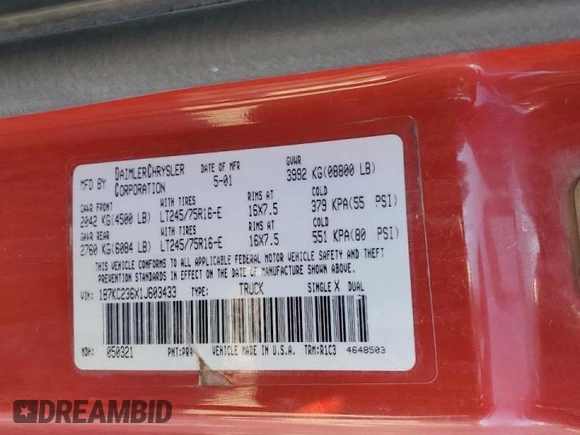 MFD BY DAIMLERCHRYSLER CORPORATION DATE OF MFR 5-01 GVWR 3992 KG(08800 LB)
GAWR FRONT WITH TIRES RIMS AT COLD
2042 KG(4500 LB) LT245/75R16-E 16X7.5 379 KPA(55 PSI)
GAWR REAR WITH TIRES RIMS AT COLD
2760 KG(6084 LB) LT245/75R16-E 16X7.5 551 KPA(80 PSI)
THIS VEHICLE CONFORMS TO ALL APPLICABLE FEDERAL MOTOR VEHICLE SAFETY AND THEFT
PREVENTION STANDARDS IN EFFECT ON THE DATE OF MANUFACTURE SHOWN ABOVE
VIN: 1B7KC236X1J603433 TYPE: TRUCK SINGLE X DUAL
MDH: 050321 PNT: VEHICLE MADE IN U.S.A. TRM:R1C3 4648503
DREAMBID